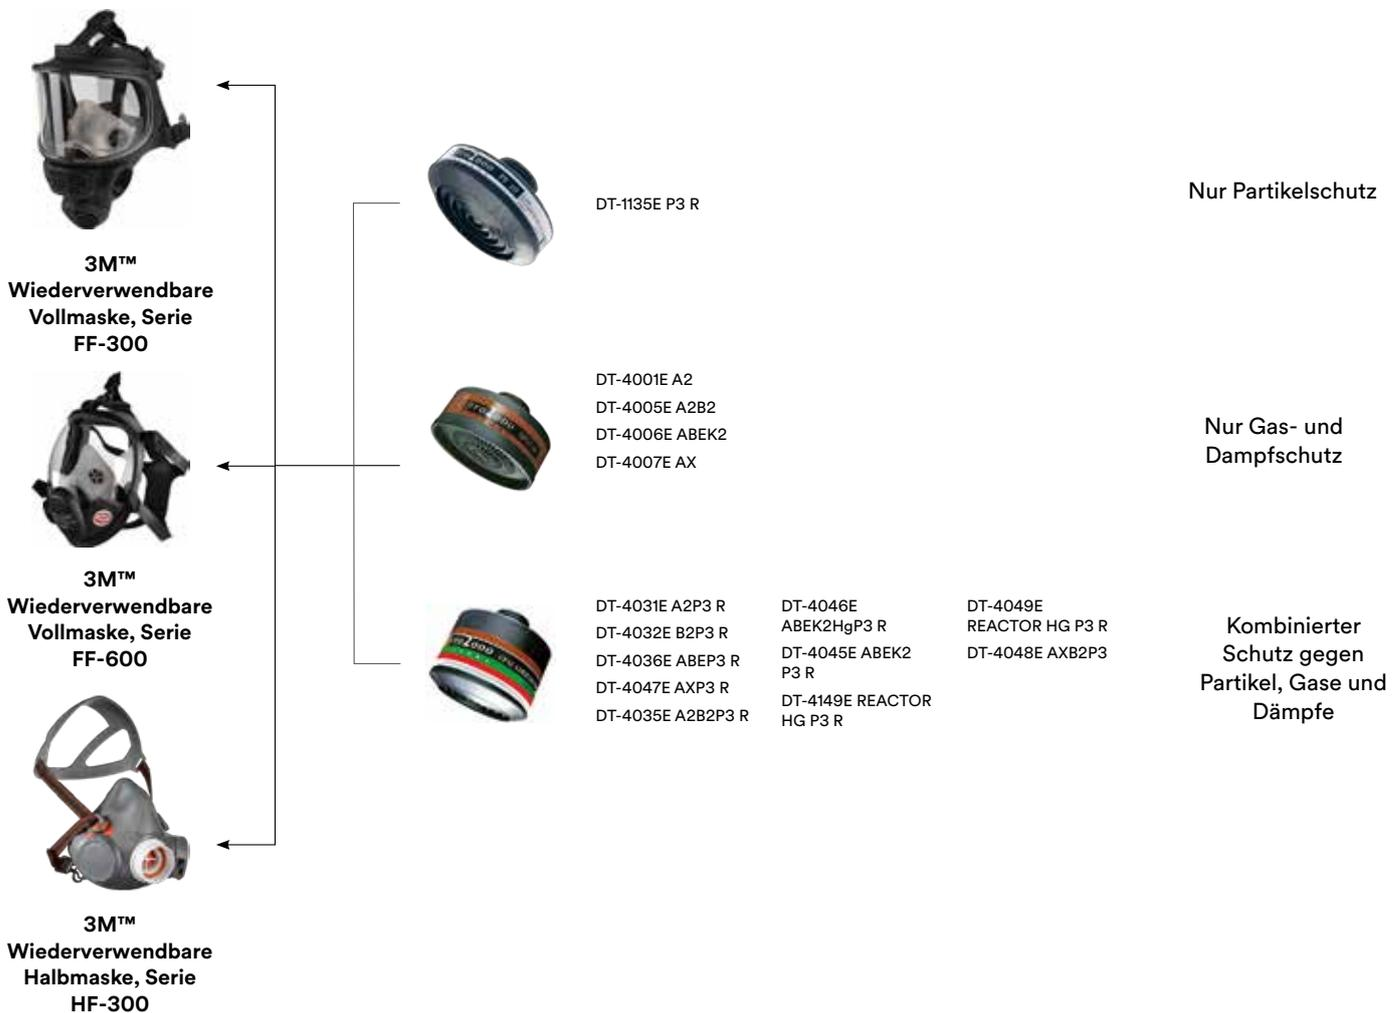 3M™
Wiederverwendbare
Vollmaske, Serie
FF-300
3M™
Wiederverwendbare
Vollmaske, Serie
FF-600
3M™
Wiederverwendbare
Halbmaske, Serie
HF-300
DT-1135E P3 R
Nur Partikelschutz
DT-4001E A2
DT-4005E A2B2
DT-4006E ABEK2
DT-4007E AX
Nur Gas- und
Dampfschutz
DT-4031E A2P3 R
DT-4032E B2P3 R
DT-4036E ABEP3 R
DT-4047E AXP3 R
DT-4035E A2B2P3 R
DT-4046E
ABEK2HgP3 R
DT-4045E ABEK2
P3 R
DT-4149E REACTOR
HG P3 R
DT-4049E
REACTOR HG P3 R
DT-4048E AXB2P3
Kombinierter
Schutz gegen
Partikel, Gase und
Dämpfe